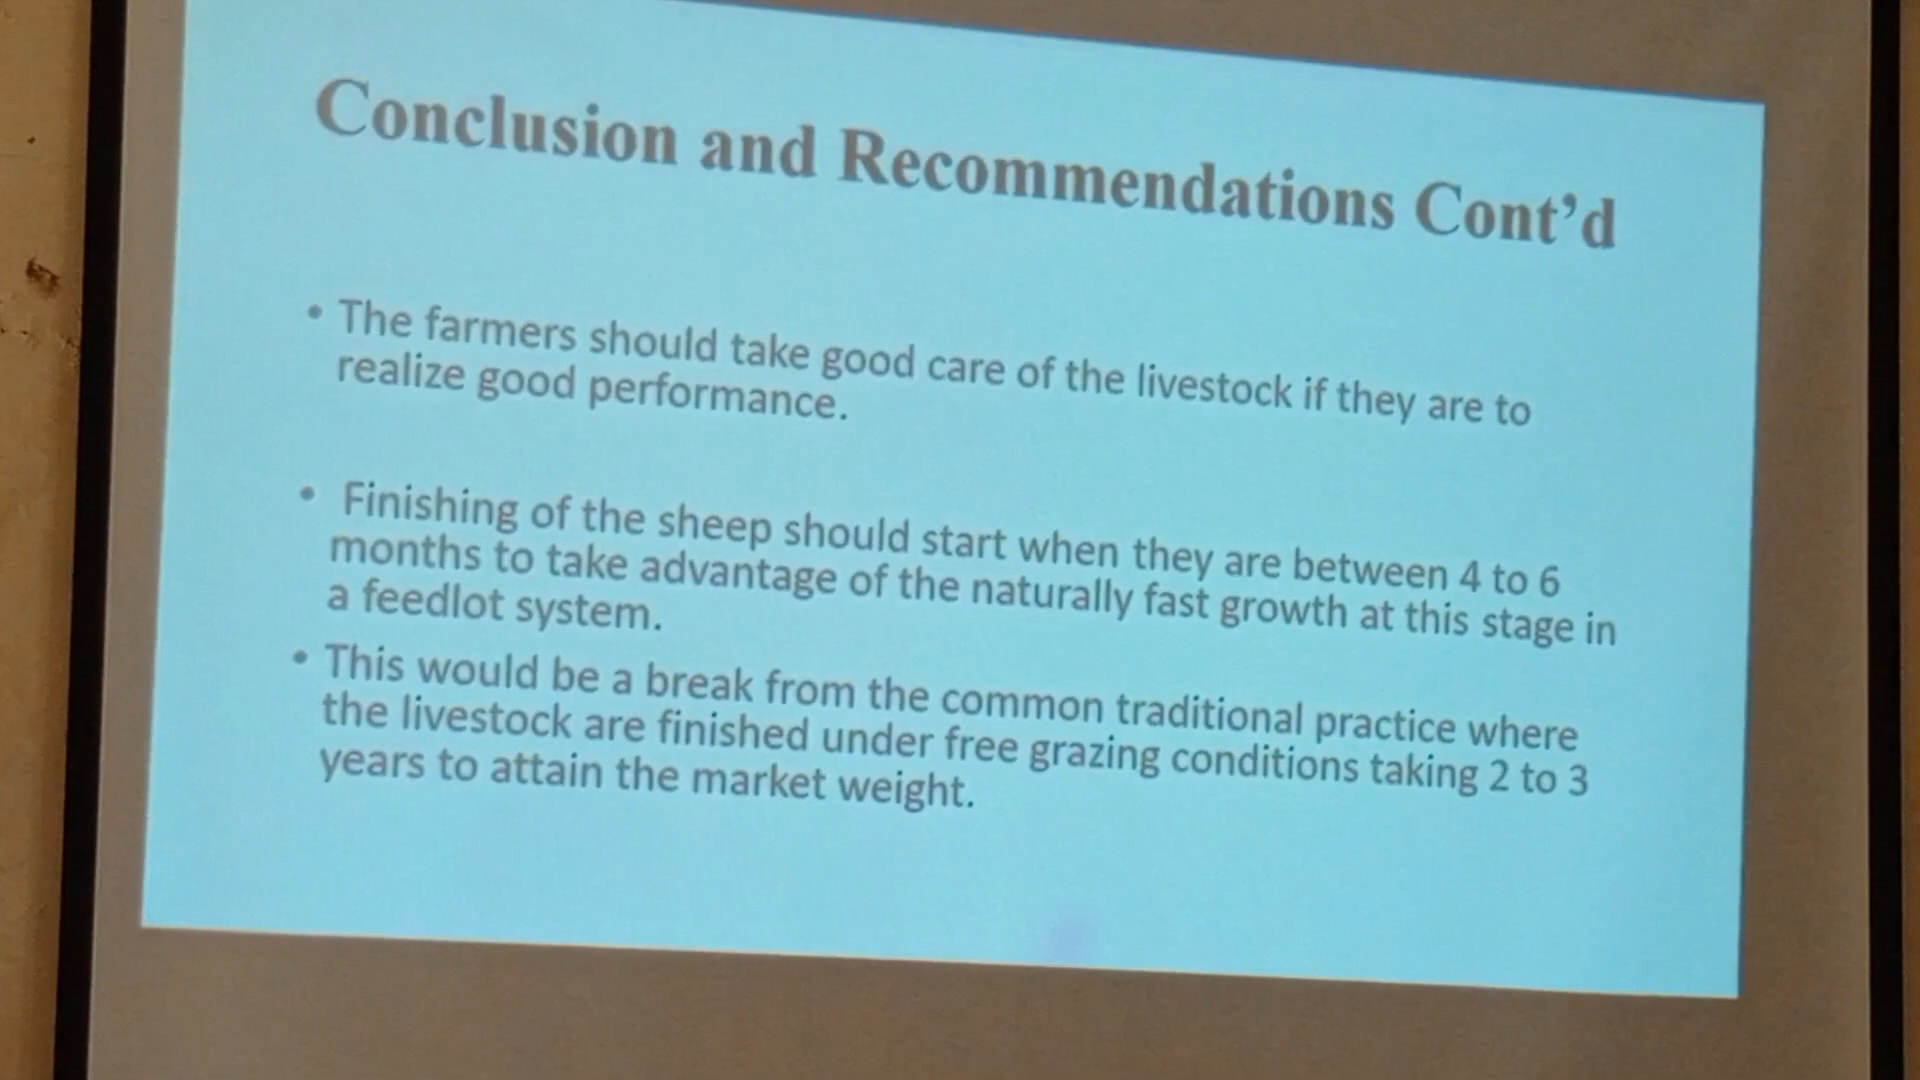 Conclusion and Recommendations Cont’d
• The farmers should take good care of the livestock if they are to
realize good performance.
• Finishing of the sheep should start when they are between 4 to 6
months to take advantage of the naturally fast growth at this stage in
a feedlot system.
• This would be a break from the common traditional practice where
the livestock are finished under free grazing conditions taking 2 to 3
years to attain the market weight.